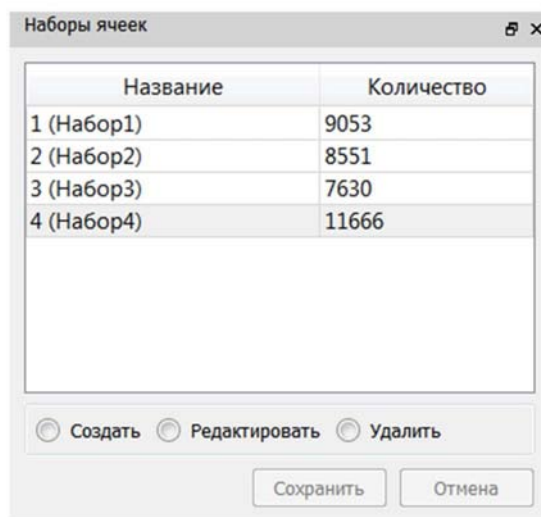 Наборы ячеек
Название Количество
1 (Набор1) 9053
2 (Набор2) 8551
3 (Набор3) 7630
4 (Набор4) 11666
Создать Редактировать Удалить
Сохранить Отмена